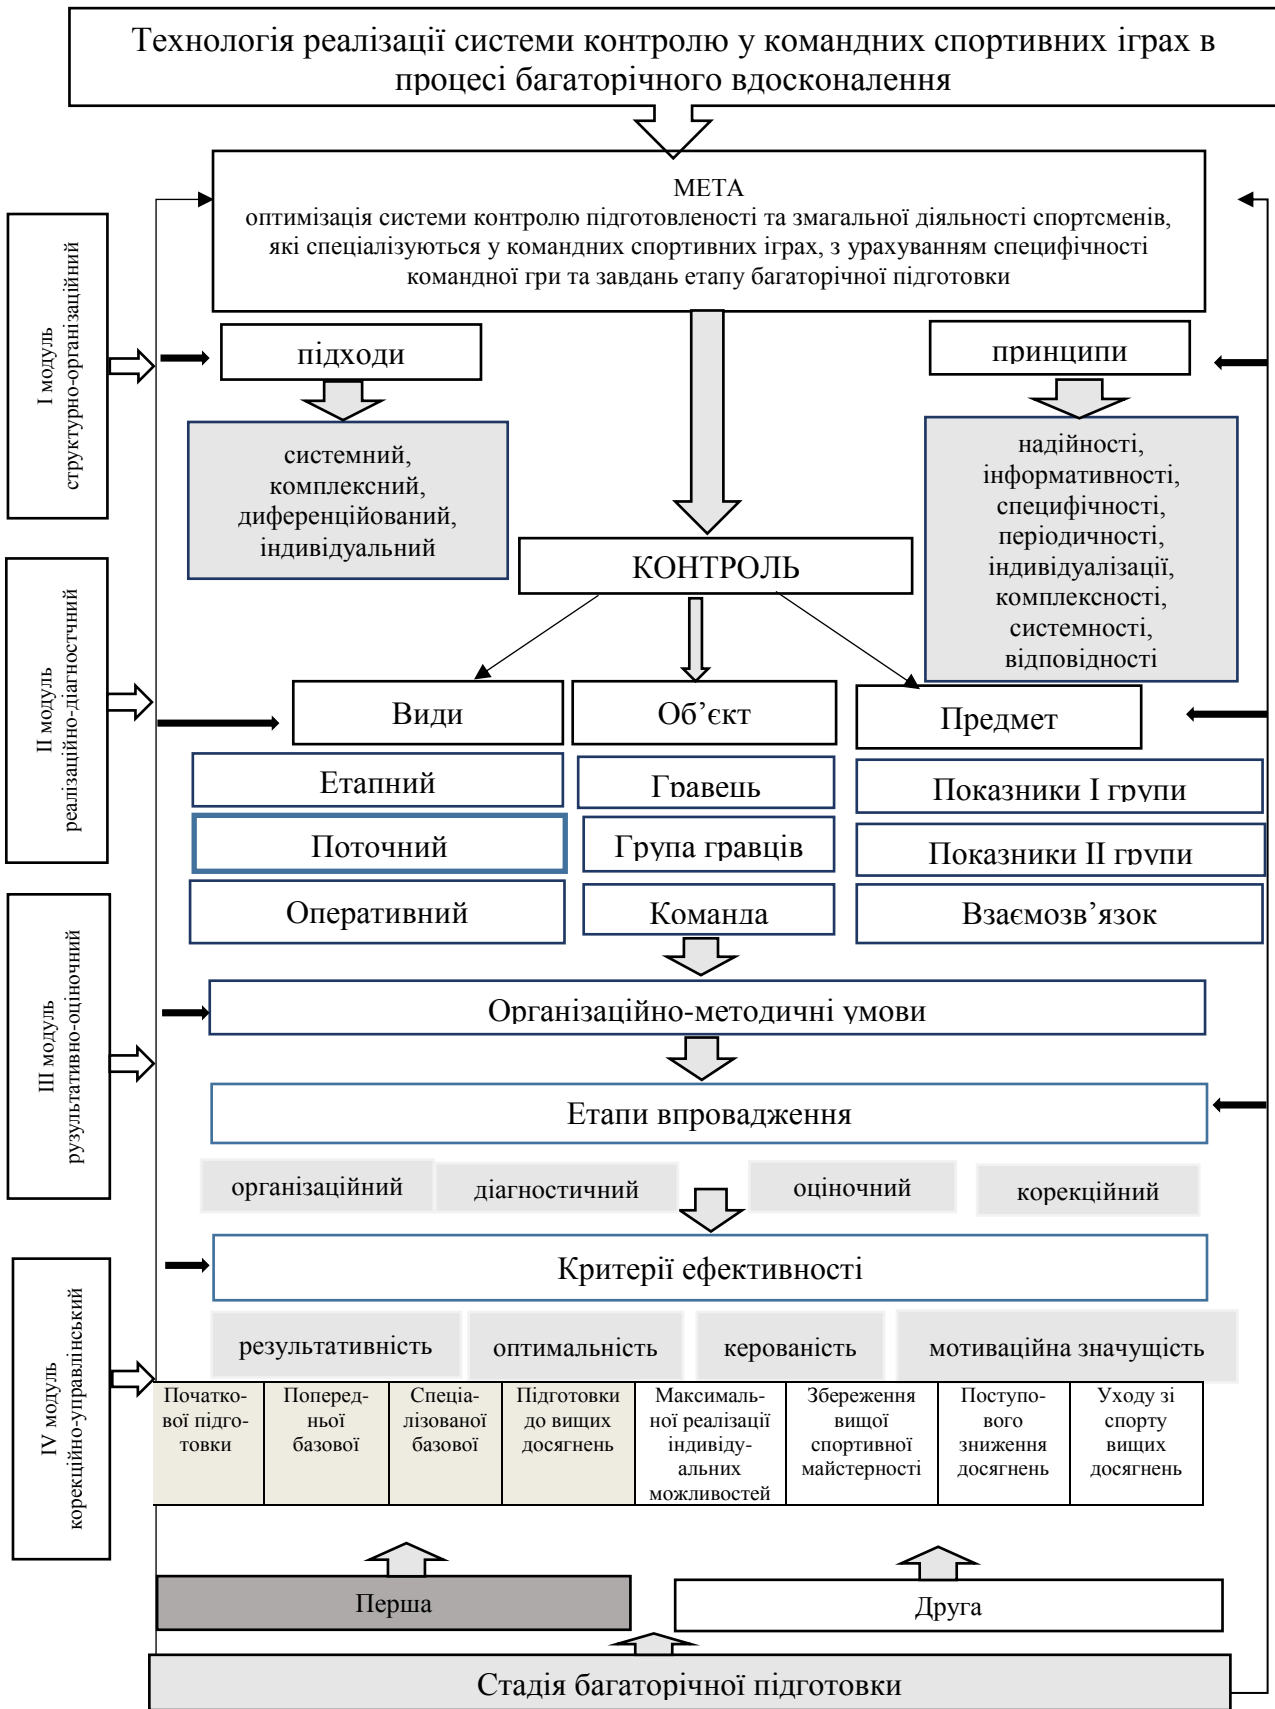 Технологія реалізації системи контролю у командних спортивних іграх в
процесі багаторічного вдосконалення
МЕТА
оптимізація системи контролю підготовленості та змагальної діяльності спортсменів,
які спеціалізуються у командних спортивних іграх, з урахуванням специфічності
командної гри та завдань етапу багаторічної підготовки
І модуль
структурно-організаційний
підходи
принципи
системний,
комплексний,
диференційований,
індивідуальний
надійності,
інформативності,
специфічності,
періодичності,
індивідуалізації,
комплексності,
системності,
відповідності
КОНТРОЛЬ
ІІ модуль
реалізаційно-діагностчний
Види
Об’єкт
Предмет
Етапний
Гравець
Показники І групи
Поточний
Група гравців
Показники ІІ групи
Оперативний
Команда
Взаємозв’язок
ІІІ модуль
рузультативно-оціночний
Організаційно-методичні умови
Етапи впровадження
організаційний
діагностичний
оціночний
корекційний
IV модуль
корекційно-управлінський
Критерії ефективності
результативність
оптимальність
керованість
мотиваційна значущість
Початко-
вої підго-
товки
Поперед-
ньої
базової
Спеціа-
лізованої
базової
Підготовки
до вищих
досягнень
Максималь-
ної реалізації
індивіду-
альних
можливостей
Збереження
вищої
спортивної
майстерності
Поступо-
вого
зниження
досягнень
Уходу зі
спорту
вищих
досягнень
Перша
Друга
Стадія багаторічної підготовки